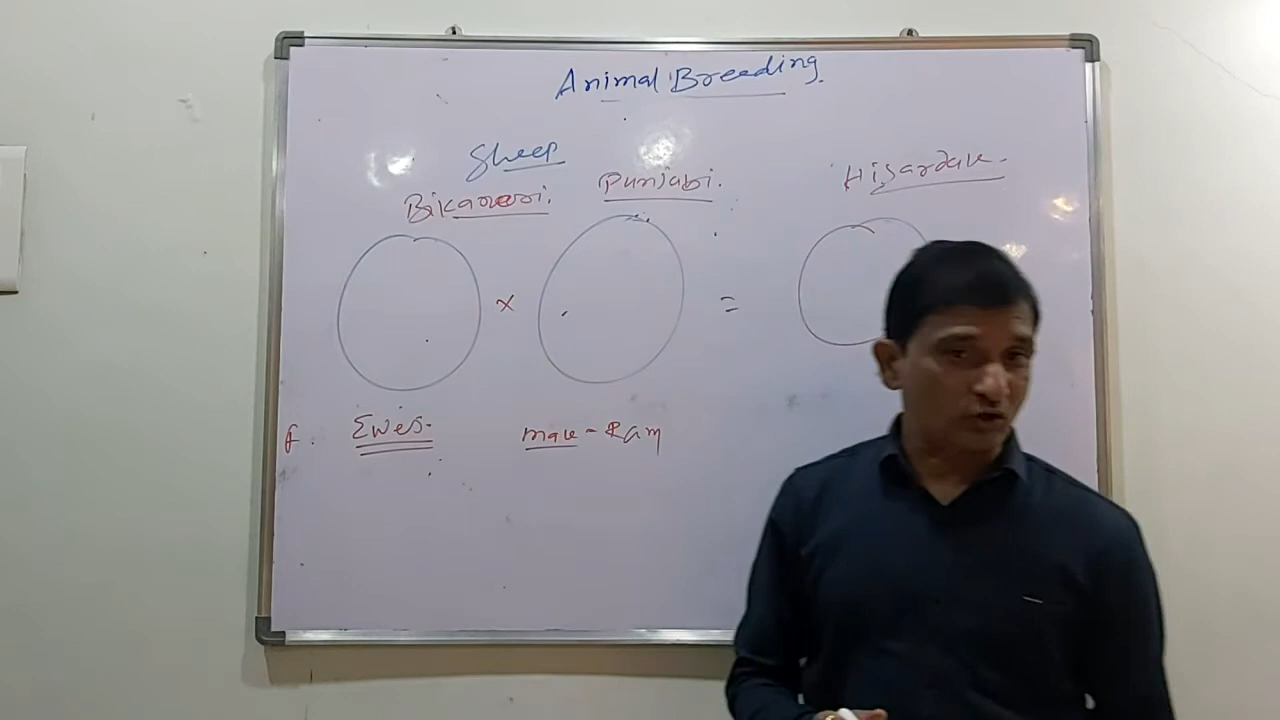 Animal Breeding.
Sheep
Bikaneri. Punjabi. Hisardale.
× =
f. Ewes. male - Ram